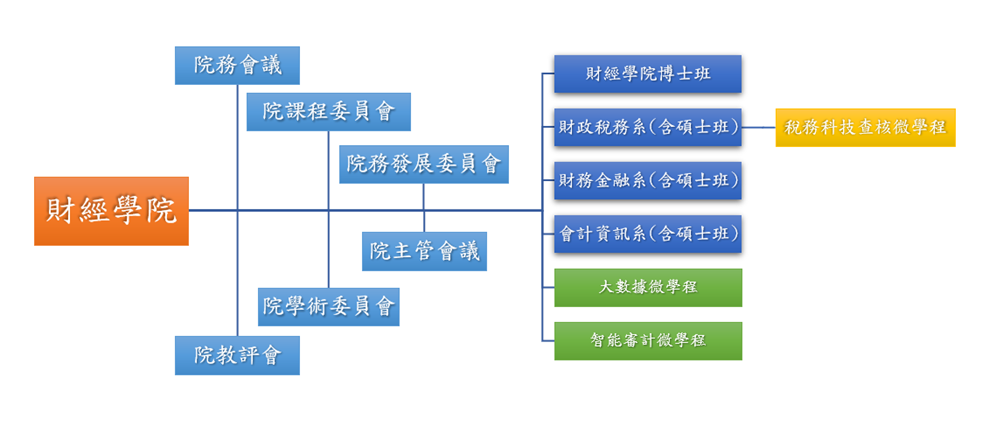 財經學院
院務會議
院課程委員會
院務發展委員會
院主管會議
院學術委員會
院教評會
財經學院博士班
財政稅務系(含碩士班)
稅務科技查核微學程
財務金融系(含碩士班)
會計資訊系(含碩士班)
大數據微學程
智能審計微學程